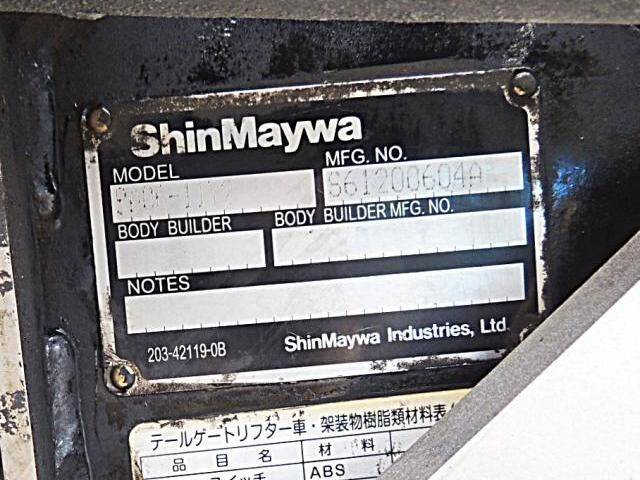 ShinMaywa
MODEL
MFG. NO.
S61200604A
BODY BUILDER
BODY BUILDER MFG. NO.
NOTES
203-42119-0B
ShinMaywa Industries, Ltd.
テールゲートリフター車・架装物樹脂類材料表
品目名
材料
スイッチ
ABS